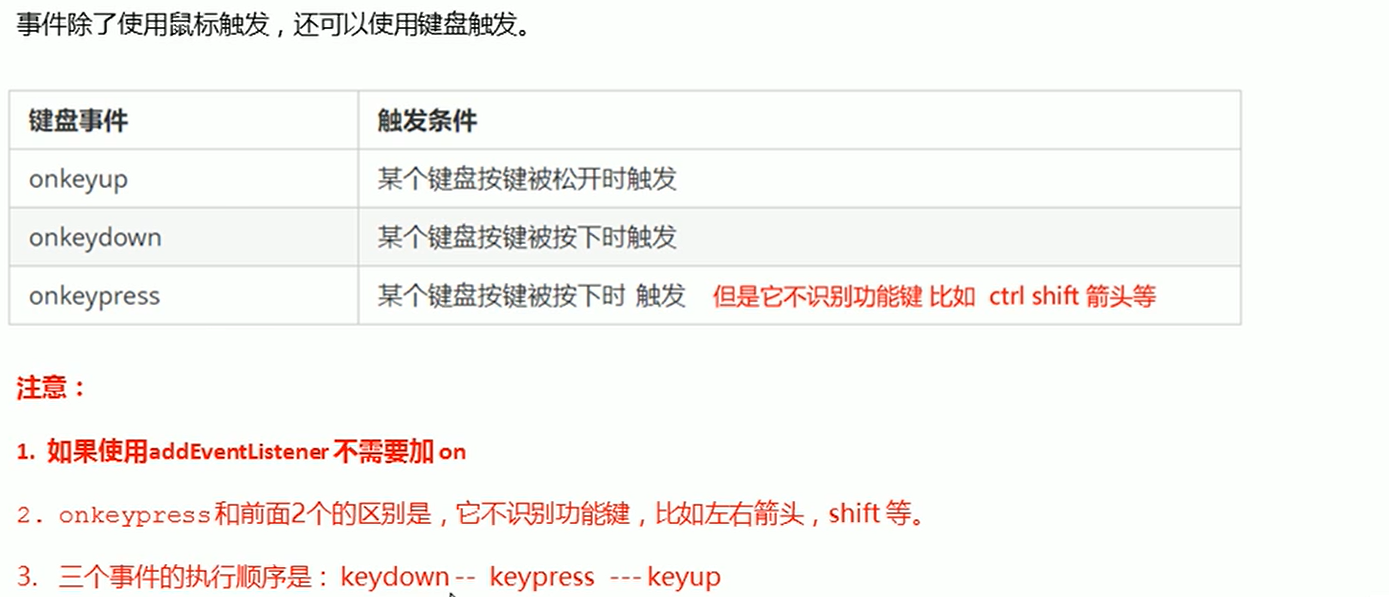 事件除了使用鼠标触发，还可以使用键盘触发。
键盘事件 触发条件
onkeyup 某个键盘按键被松开时触发
onkeydown 某个键盘按键被按下时触发
onkeypress 某个键盘按键被按下时 触发 但是它不识别功能键 比如 ctrl shift 箭头等
注意：
1. 如果使用addEventListener 不需要加 on
2. onkeypress和前面2个的区别是，它不识别功能键，比如左右箭头，shift 等。
3. 三个事件的执行顺序是：keydown -- keypress --- keyup